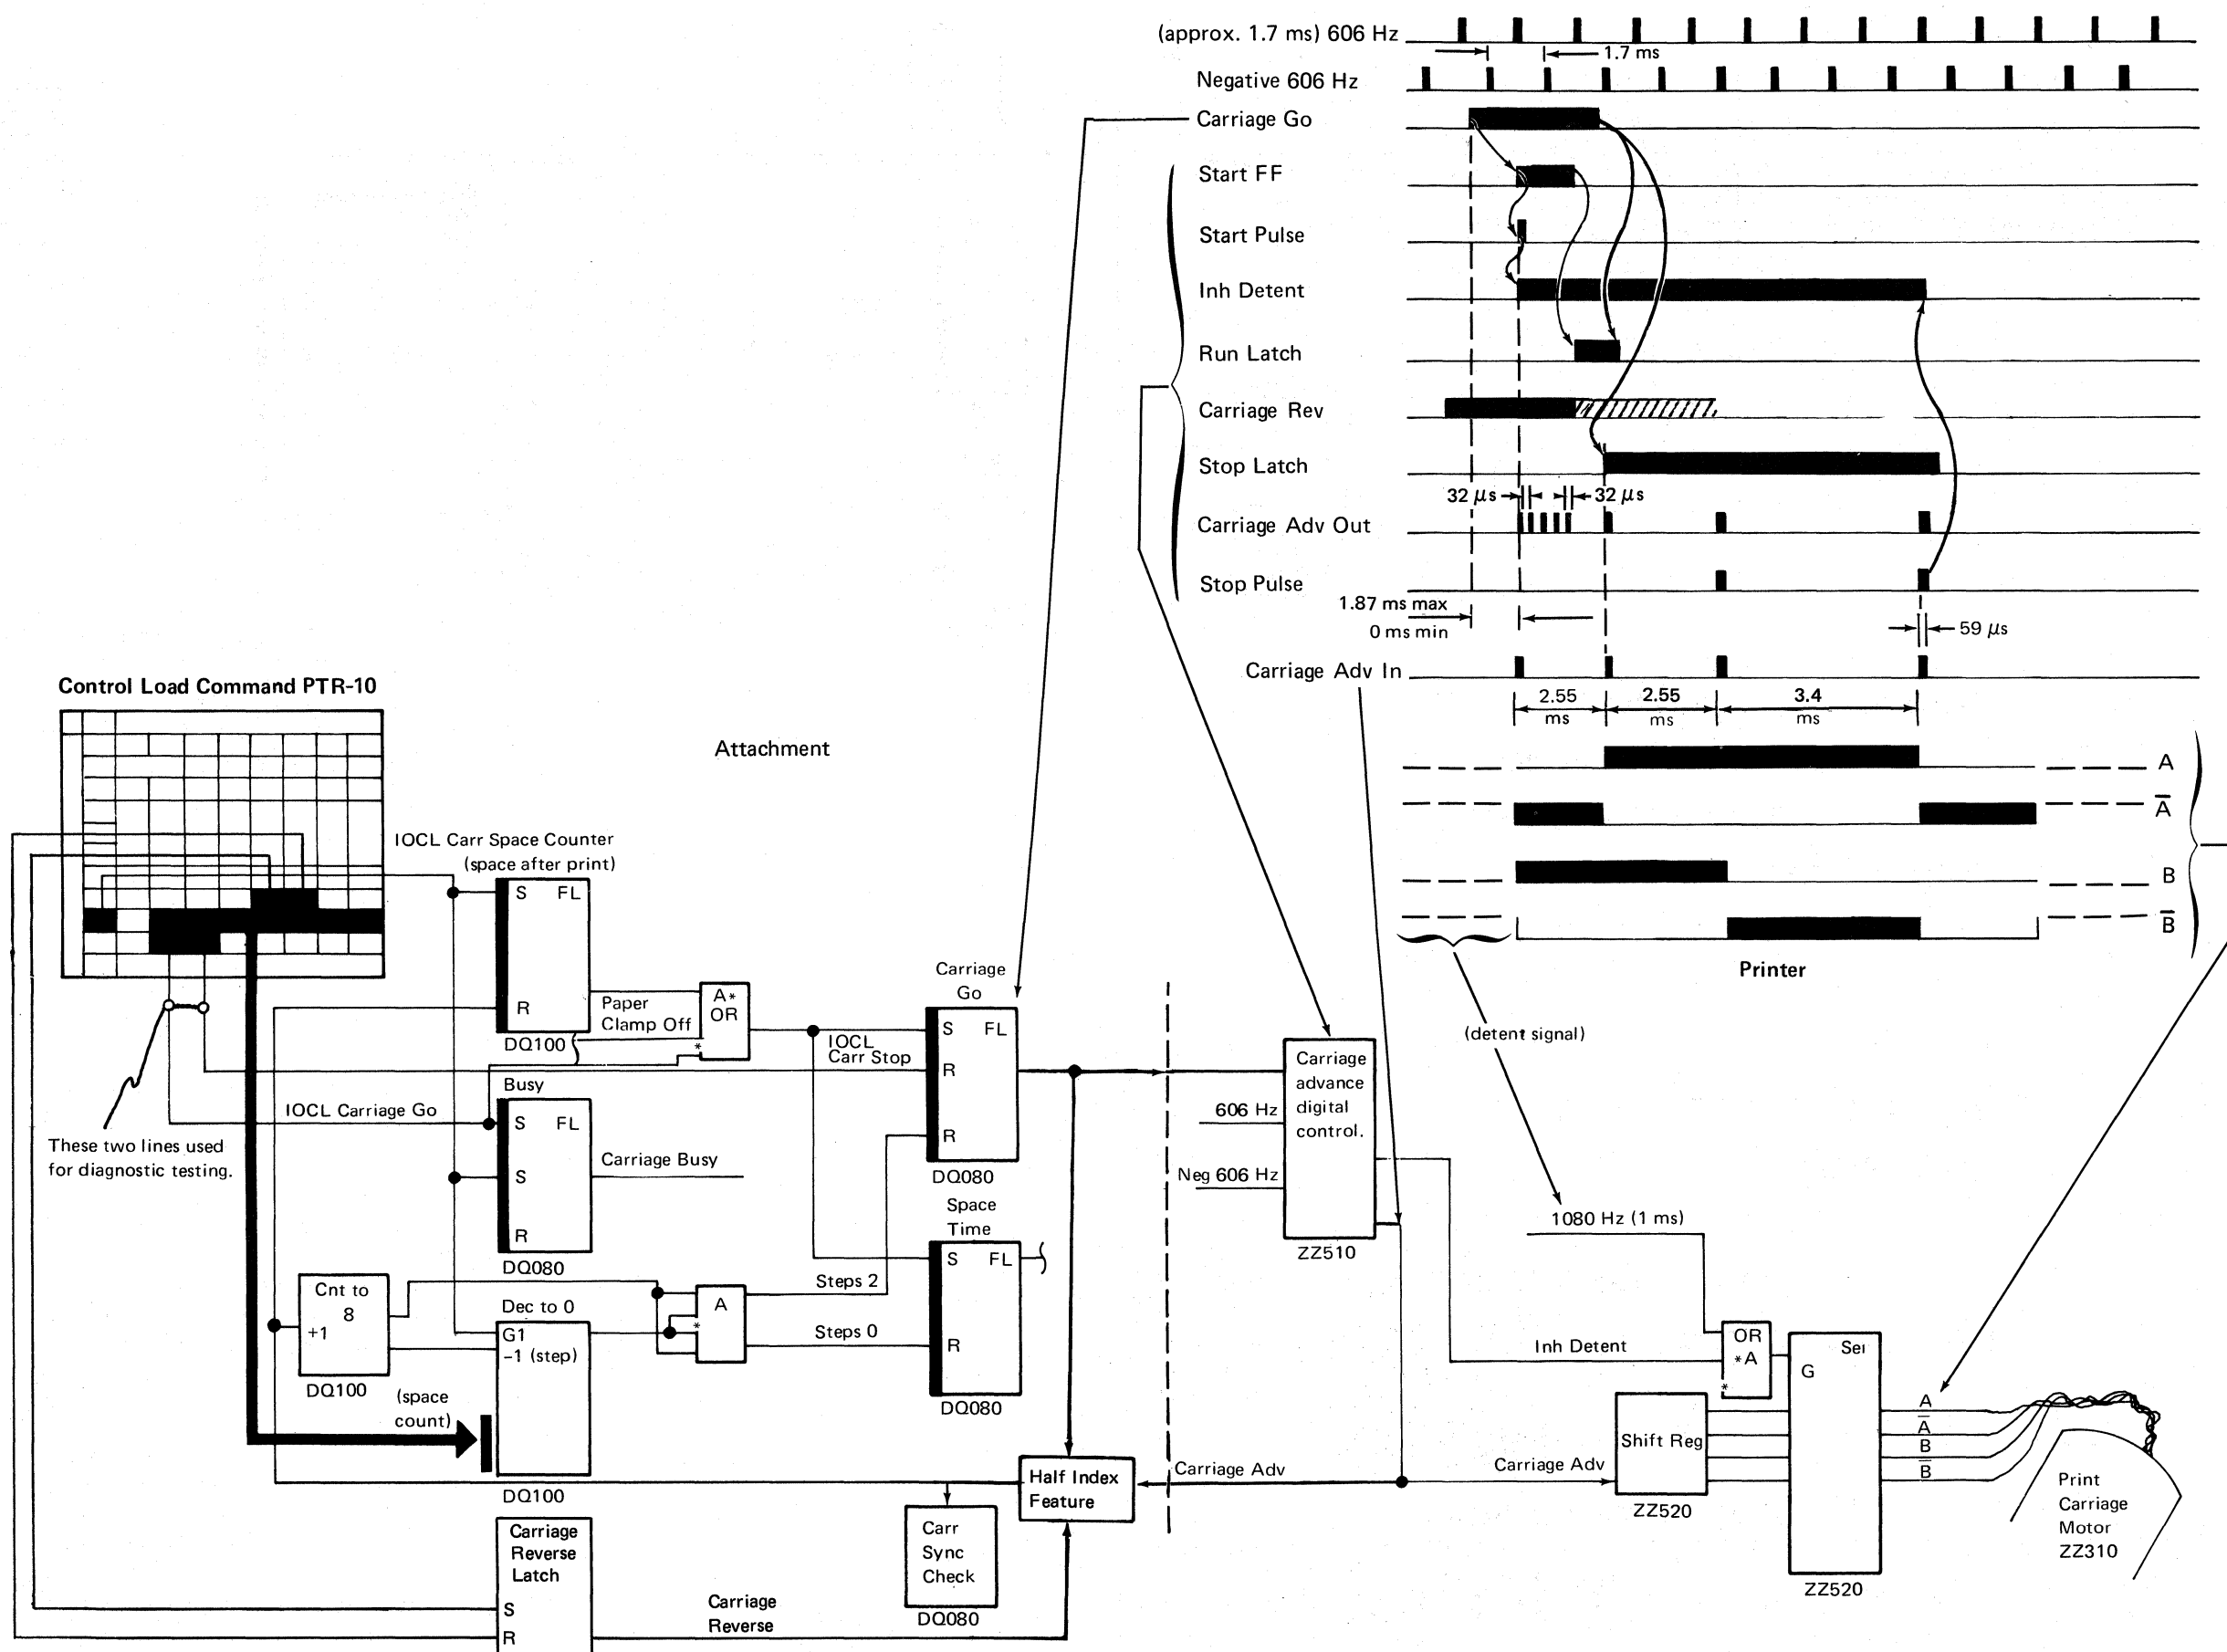 (approx. 1.7 ms) 606 Hz
1.7 ms
Negative 606 Hz
Carriage Go
Start FF
Start Pulse
Inh Detent
Run Latch
Carriage Rev
Stop Latch
32 μs
32 μs
Carriage Adv Out
Stop Pulse
1.87 ms max
0 ms min
59 μs
Carriage Adv In
2.55 ms
2.55 ms
3.4 ms
A
A̅
B
B̅
Printer
(detent signal)
Control Load Command PTR-10
Attachment
IOCL Carr Space Counter
(space after print)
S FL
R
DQ100
Paper
Clamp Off
A*
OR
*
Carriage
Go
S FL
R
R
DQ080
IOCL
Carr Stop
Busy
S FL
S
R
DQ080
IOCL Carriage Go
Carriage Busy
These two lines used
for diagnostic testing.
Space
Time
S FL
R
DQ080
Cnt to
8
+1
DQ100
Dec to 0
G1
-1 (step)
DQ100
(space
count)
A
*
Steps 2
Steps 0
Carriage
advance
digital
control.
ZZ510
606 Hz
Neg 606 Hz
1080 Hz (1 ms)
Inh Detent
OR
*A
*
Sel
G
ZZ520
Shift Reg
ZZ520
Carriage Adv
Carriage Adv
Half Index
Feature
Carr
Sync
Check
DQ080
Carriage
Reverse
Latch
S
R
Carriage
Reverse
A
A̅
B
B̅
Print
Carriage
Motor
ZZ310